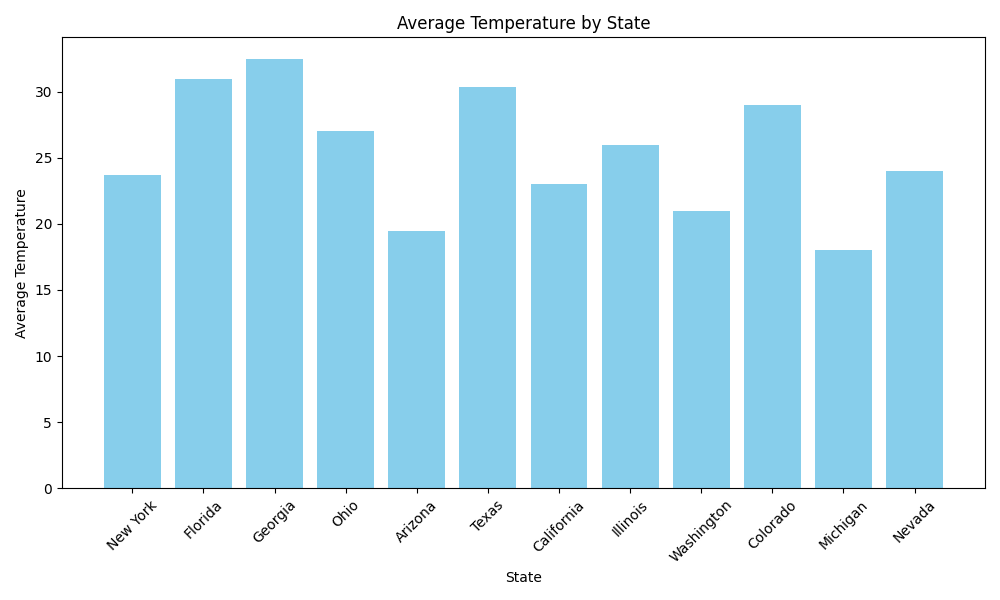 Average Temperature by State
Average Temperature
30
25
20
15
10
5
0
New York
Florida
Georgia
Ohio
Arizona
Texas
California
Illinois
Washington
Colorado
Michigan
Nevada
State